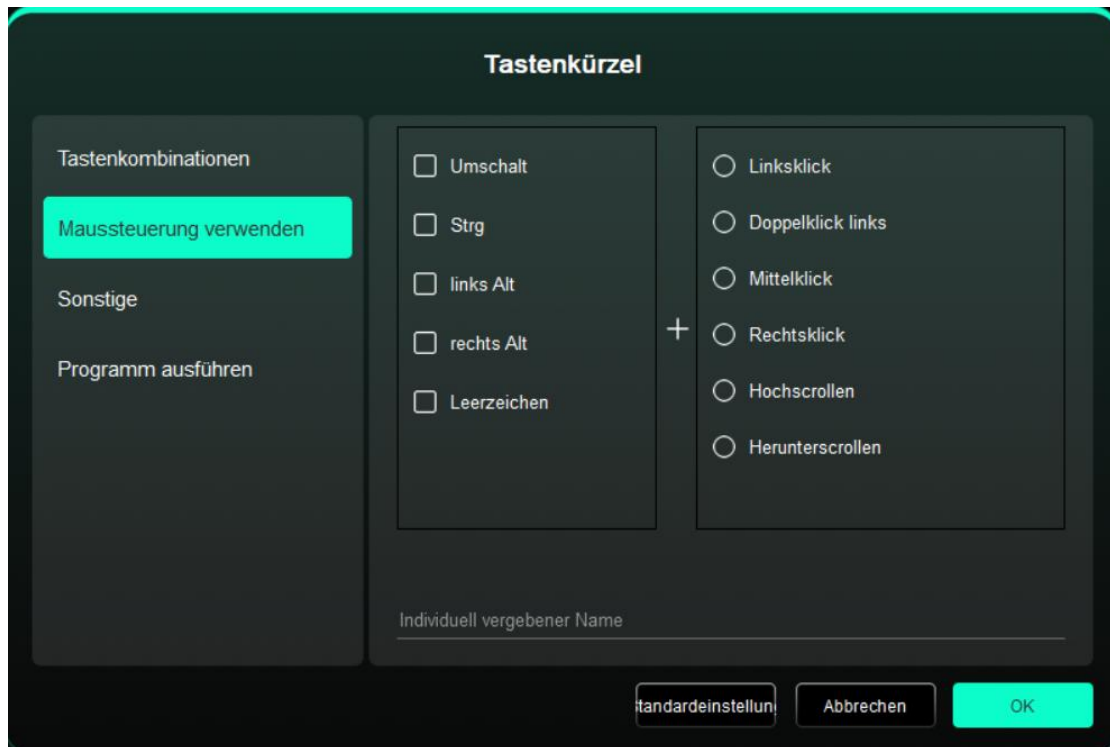 Tastenkürzel
Tastenkombinationen
Maussteuerung verwenden
Sonstige
Programm ausführen
Umschalt
Strg
links Alt
rechts Alt
Leerzeichen
+
Linksklick
Doppelklick links
Mittelklick
Rechtsklick
Hochscrollen
Herunterscrollen
Individuell vergebener Name
tandardeinstellun
Abbrechen
OK